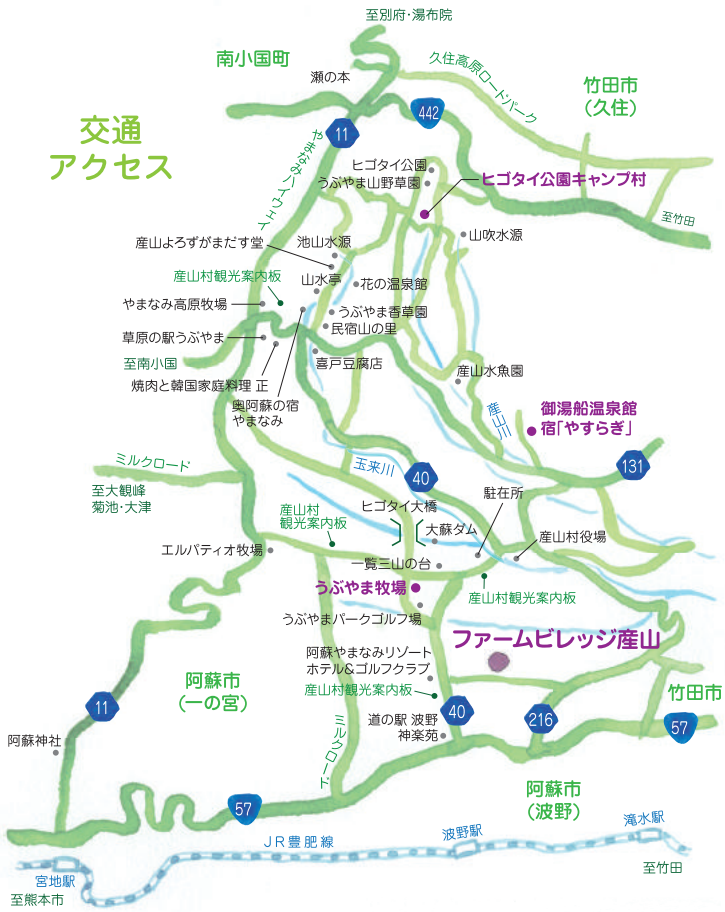 至別府・湯布院
南小国町
瀬の本
久住高原ロードパーク
竹田市
（久住）
交通
アクセス
442
11
やまなみハイウェイ
ヒゴタイ公園
うぶやま山野草園
ヒゴタイ公園キャンプ村
至竹田
山吹水源
池山水源
産山よろずがまだす堂
産山村観光案内板
山水亭
花の温泉館
やまなみ高原牧場
うぶやま香草園
民宿山の里
草原の駅うぶやま
至南小国
喜戸豆腐店
焼肉と韓国家庭料理 正
産山水魚園
奥阿蘇の宿
やまなみ
産山川
御湯船温泉館
宿「やすらぎ」
131
ミルクロード
玉来川
40
至大観峰
菊池・大津
駐在所
産山村
観光案内板
ヒゴタイ大橋
大蘇ダム
産山村役場
エルパティオ牧場
一覧三山の台
うぶやま牧場
産山村観光案内板
うぶやまパークゴルフ場
ファームビレッジ産山
阿蘇やまなみリゾート
ホテル&ゴルフクラブ
阿蘇市
（一の宮）
産山村観光案内板
竹田市
11
ミルクロード
道の駅 波野
神楽苑
40
216
57
阿蘇神社
阿蘇市
（波野）
57
JR豊肥線
波野駅
滝水駅
宮地駅
至竹田
至熊本市